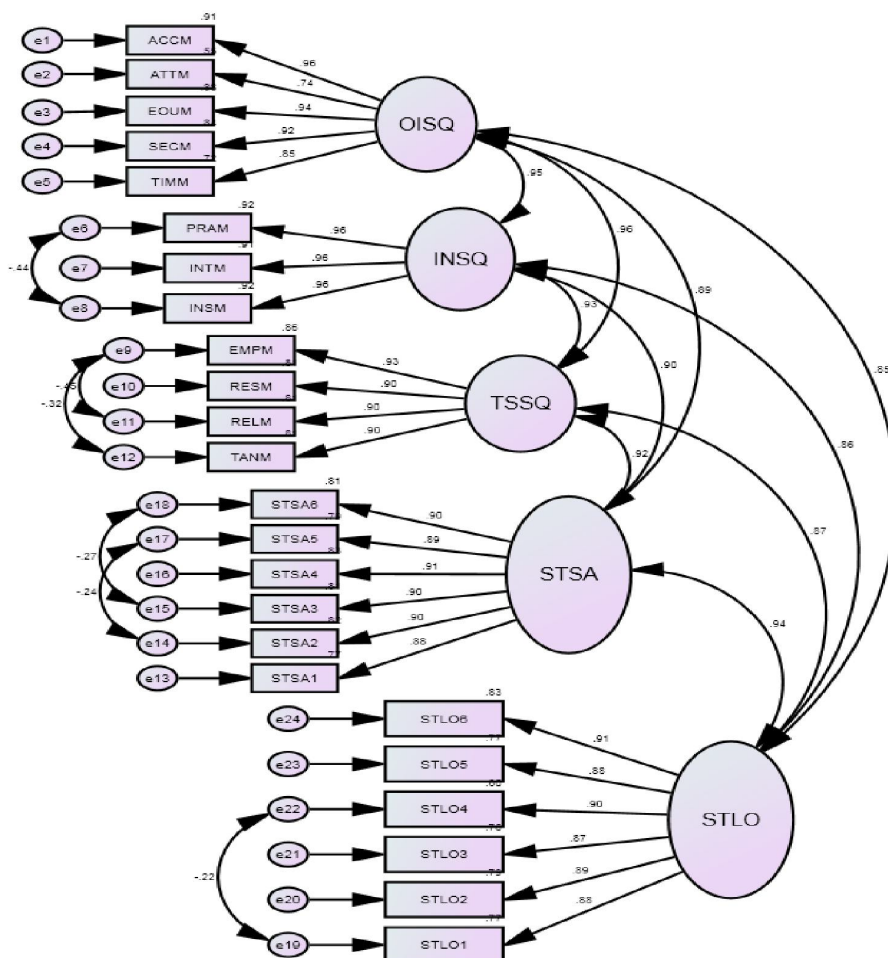 .91
e1 ACCM
.96
e2 ATTM
.74
e3 EOUM
.94
OISQ
e4 SECM
.92
e5 TIMM
.85
.95
.92
e6 PRAM
.96
.96
e7 INTM
.96
INSQ
-.44
e8 INSM
.92
.96
.89
.93
.86
e9 EMPM
.93
.90
.85
e10 RESM
.90
-.45
TSSQ
-.32
e11 RELM
.90
.86
e12 TANM
.90
.92
.81
e18 STSA6
.90
.87
e17 STSA5
.89
-.27
e16 STSA4
.91
STSA
-.24
e15 STSA3
.90
e14 STSA2
.90
.94
.77
e13 STSA1
.88
.83
e24 STLO6
.91
.77
e23 STLO5
.88
e22 STLO4
.90
STLO
e21 STLO3
.87
-.22
e20 STLO2
.89
.77
e19 STLO1
.88